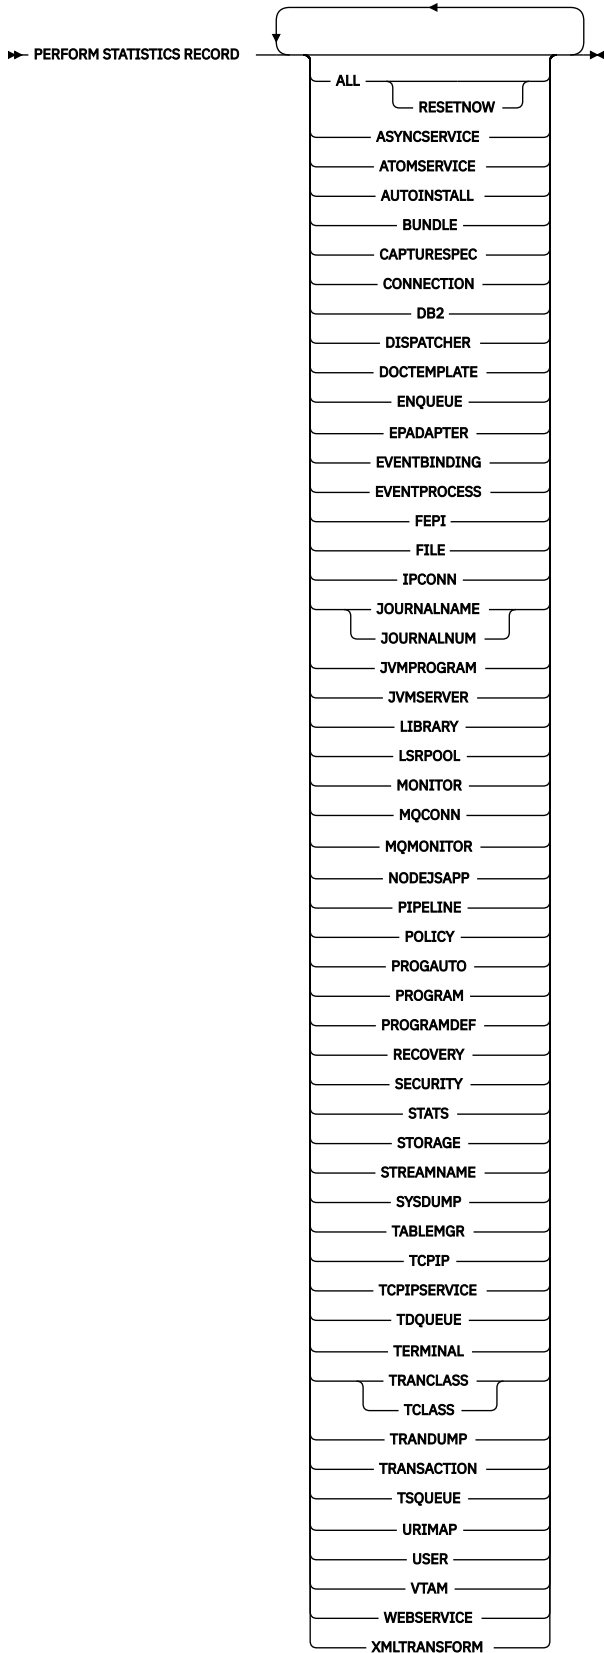 PERFORM STATISTICS RECORD
ALL
RESETNOW
ASYNCSERVICE
ATOMSERVICE
AUTOINSTALL
BUNDLE
CAPTURESPEC
CONNECTION
DB2
DISPATCHER
DOCTEMPLATE
ENQUEUE
EPADAPTER
EVENTBINDING
EVENTPROCESS
FEPI
FILE
IPCONN
JOURNALNAME
JOURNALNUM
JVMPROGRAM
JVMSERVER
LIBRARY
LSRPOOL
MONITOR
MQCONN
MQMONITOR
NODEJSAPP
PIPELINE
POLICY
PROGAUTO
PROGRAM
PROGRAMDEF
RECOVERY
SECURITY
STATS
STORAGE
STREAMNAME
SYSDUMP
TABLEMGR
TCPIP
TCPIPSERVICE
TDQUEUE
TERMINAL
TRANCLASS
TCLASS
TRANDUMP
TRANSACTION
TSQUEUE
URIMAP
USER
VTAM
WEBSERVICE
XMLTRANSFORM